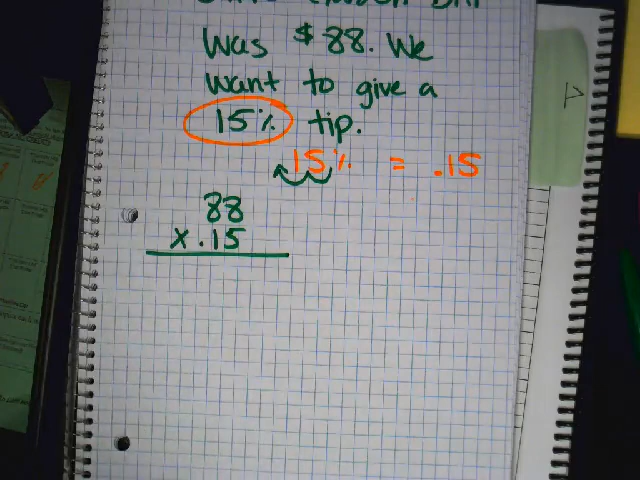 Was $88. We
want to give a
15% tip.
15% = .15
88
x .15